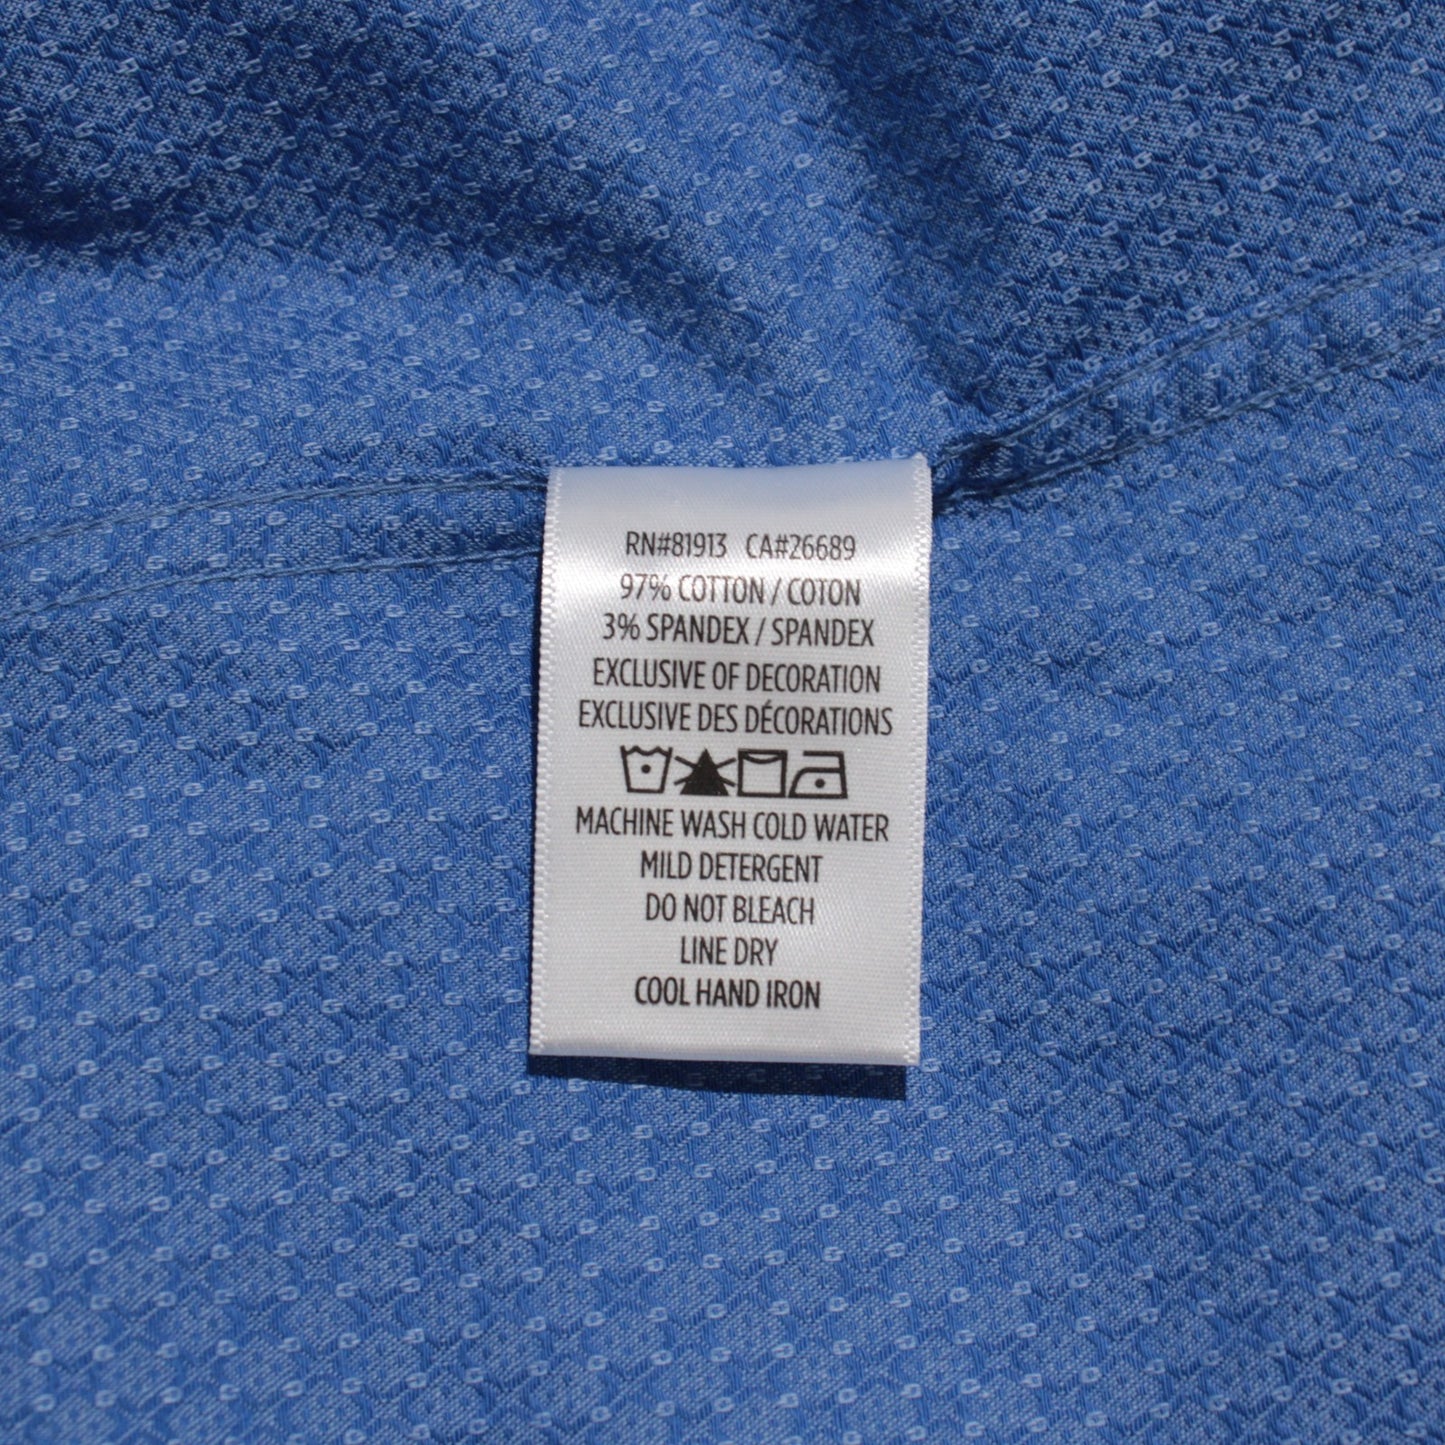 RN#81913 CA#26689
97% COTTON / COTON
3% SPANDEX / SPANDEX
EXCLUSIVE OF DECORATION
EXCLUSIVE DES DÉCORATIONS
MACHINE WASH COLD WATER
MILD DETERGENT
DO NOT BLEACH
LINE DRY
COOL HAND IRON